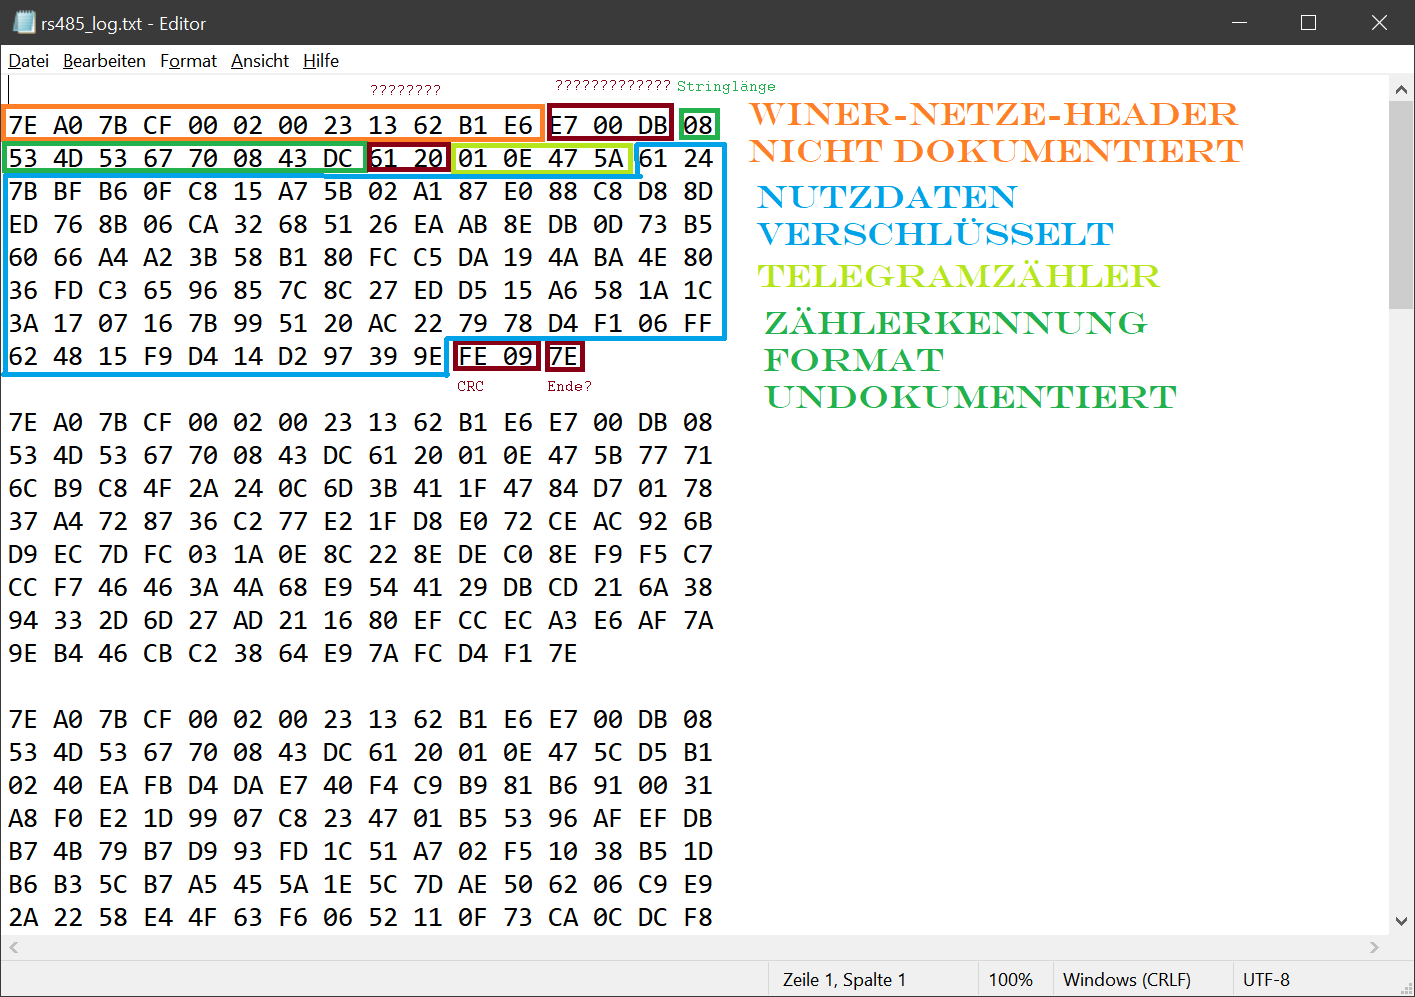 rs485_log.txt - Editor
Datei Bearbeiten Format Ansicht Hilfe
???????? ????????????? Stringlänge
7E A0 7B CF 00 02 00 23 13 62 B1 E6 E7 00 DB 08
53 4D 53 67 70 08 43 DC 61 20 01 0E 47 5A 61 24
7B BF B6 0F C8 15 A7 5B 02 A1 87 E0 88 C8 D8 8D
ED 76 8B 06 CA 32 68 51 26 EA AB 8E DB 0D 73 B5
60 66 A4 A2 3B 58 B1 80 FC C5 DA 19 4A BA 4E 80
36 FD C3 65 96 85 7C 8C 27 ED D5 15 A6 58 1A 1C
3A 17 07 16 7B 99 51 20 AC 22 79 78 D4 F1 06 FF
62 48 15 F9 D4 14 D2 97 39 9E FE 09 7E
CRC Ende?
WINER-NETZE-HEADER
NICHT DOKUMENTIERT
NUTZDATEN
VERSCHLÜSSELT
TELEGRAMZÄHLER
ZÄHLERKENNUNG
FORMAT
UNDOKUMENTIERT
7E A0 7B CF 00 02 00 23 13 62 B1 E6 E7 00 DB 08
53 4D 53 67 70 08 43 DC 61 20 01 0E 47 5B 77 71
6C B9 C8 4F 2A 24 0C 6D 3B 41 1F 47 84 D7 01 78
37 A4 72 87 36 C2 77 E2 1F D8 E0 72 CE AC 92 6B
D9 EC 7D FC 03 1A 0E 8C 22 8E DE C0 8E F9 F5 C7
CC F7 46 46 3A 4A 68 E9 54 41 29 DB CD 21 6A 38
94 33 2D 6D 27 AD 21 16 80 EF CC EC A3 E6 AF 7A
9E B4 46 CB C2 38 64 E9 7A FC D4 F1 7E
7E A0 7B CF 00 02 00 23 13 62 B1 E6 E7 00 DB 08
53 4D 53 67 70 08 43 DC 61 20 01 0E 47 5C D5 B1
02 40 EA FB D4 DA E7 40 F4 C9 B9 81 B6 91 00 31
A8 F0 E2 1D 99 07 C8 23 47 01 B5 53 96 AF EF DB
B7 4B 79 B7 D9 93 FD 1C 51 A7 02 F5 10 38 B5 1D
B6 B3 5C B7 A5 45 5A 1E 5C 7D AE 50 62 06 C9 E9
2A 22 58 E4 4F 63 F6 06 52 11 0F 73 CA 0C DC F8
Zeile 1, Spalte 1 100% Windows (CRLF) UTF-8